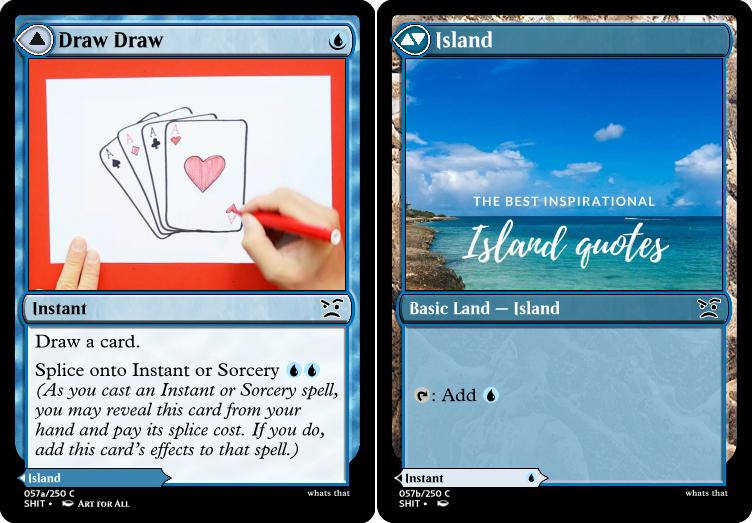 Draw Draw
A
A
A
A
Instant
Draw a card.
Splice onto Instant or Sorcery
(As you cast an Instant or Sorcery spell,
you may reveal this card from your
hand and pay its splice cost. If you do,
add this card's effects to that spell.)
Island
057a/250 C
SHIT • Art for All
whats that
Island
THE BEST INSPIRATIONAL
Island quotes
Basic Land — Island
: Add
Instant
057b/250 C
SHIT •
whats that